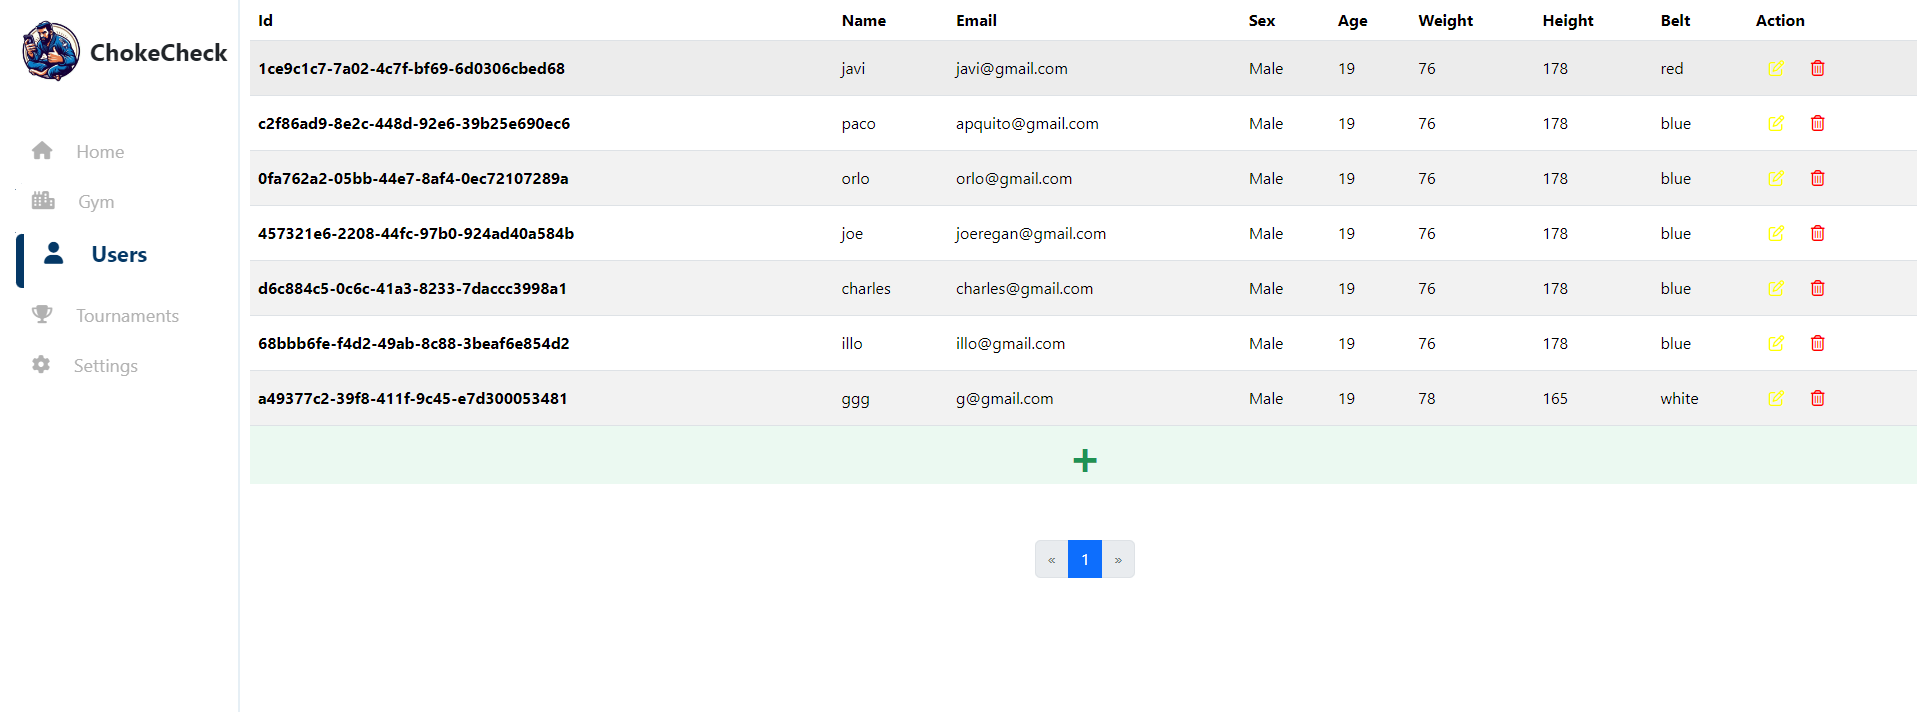 ChokeCheck
Home
Gym
Users
Tournaments
Settings
Id Name Email Sex Age Weight Height Belt Action
1ce9c1c7-7a02-4c7f-bf69-6d0306cbed68 javi javi@gmail.com Male 19 76 178 red
c2f86ad9-8e2c-448d-92e6-39b25e690ec6 paco apquito@gmail.com Male 19 76 178 blue
0fa762a2-05bb-44e7-8af4-0ec72107289a orlo orlo@gmail.com Male 19 76 178 blue
457321e6-2208-44fc-97b0-924ad40a584b joe joeregan@gmail.com Male 19 76 178 blue
d6c884c5-0c6c-41a3-8233-7daccc3998a1 charles charles@gmail.com Male 19 76 178 blue
68bbb6fe-f4d2-49ab-8c88-3beaf6e854d2 illo illo@gmail.com Male 19 76 178 blue
a49377c2-39f8-411f-9c45-e7d300053481 ggg g@gmail.com Male 19 78 165 white
+
« 1 »